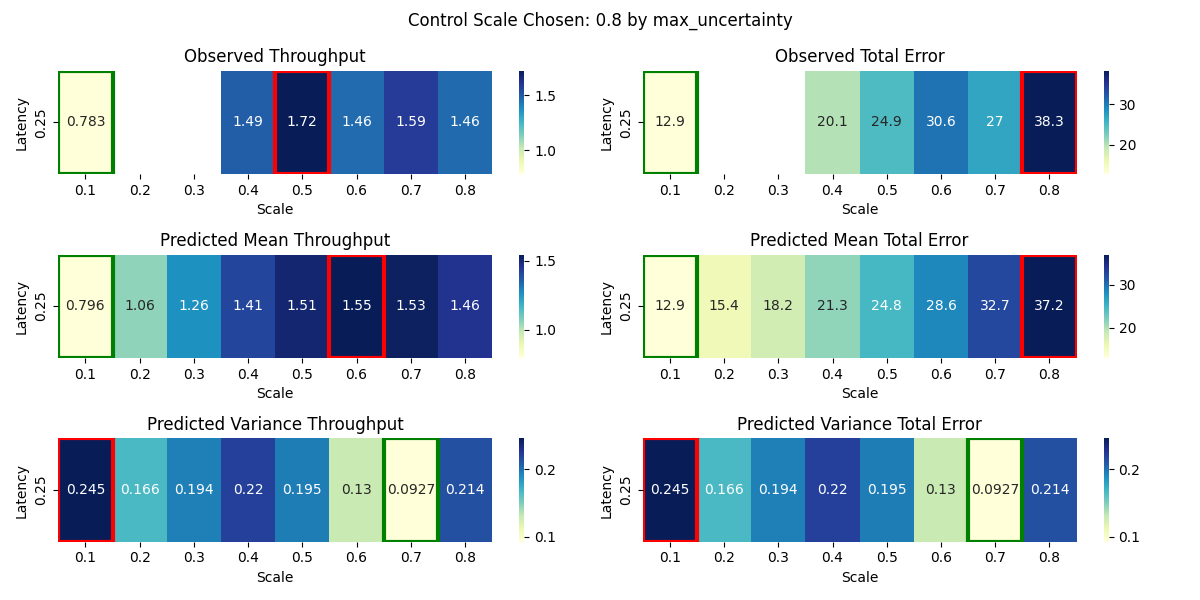 Control Scale Chosen: 0.8 by max_uncertainty
Observed Throughput
Latency
0.25
0.783 1.49 1.72 1.46 1.59 1.46
0.1 0.2 0.3 0.4 0.5 0.6 0.7 0.8
Scale
1.5
1.0
Observed Total Error
Latency
0.25
12.9 20.1 24.9 30.6 27 38.3
0.1 0.2 0.3 0.4 0.5 0.6 0.7 0.8
Scale
30
20
Predicted Mean Throughput
Latency
0.25
0.796 1.06 1.26 1.41 1.51 1.55 1.53 1.46
0.1 0.2 0.3 0.4 0.5 0.6 0.7 0.8
Scale
1.5
1.0
Predicted Mean Total Error
Latency
0.25
12.9 15.4 18.2 21.3 24.8 28.6 32.7 37.2
0.1 0.2 0.3 0.4 0.5 0.6 0.7 0.8
Scale
30
20
Predicted Variance Throughput
Latency
0.25
0.245 0.166 0.194 0.22 0.195 0.13 0.0927 0.214
0.1 0.2 0.3 0.4 0.5 0.6 0.7 0.8
Scale
0.2
0.1
Predicted Variance Total Error
Latency
0.25
0.245 0.166 0.194 0.22 0.195 0.13 0.0927 0.214
0.1 0.2 0.3 0.4 0.5 0.6 0.7 0.8
Scale
0.2
0.1